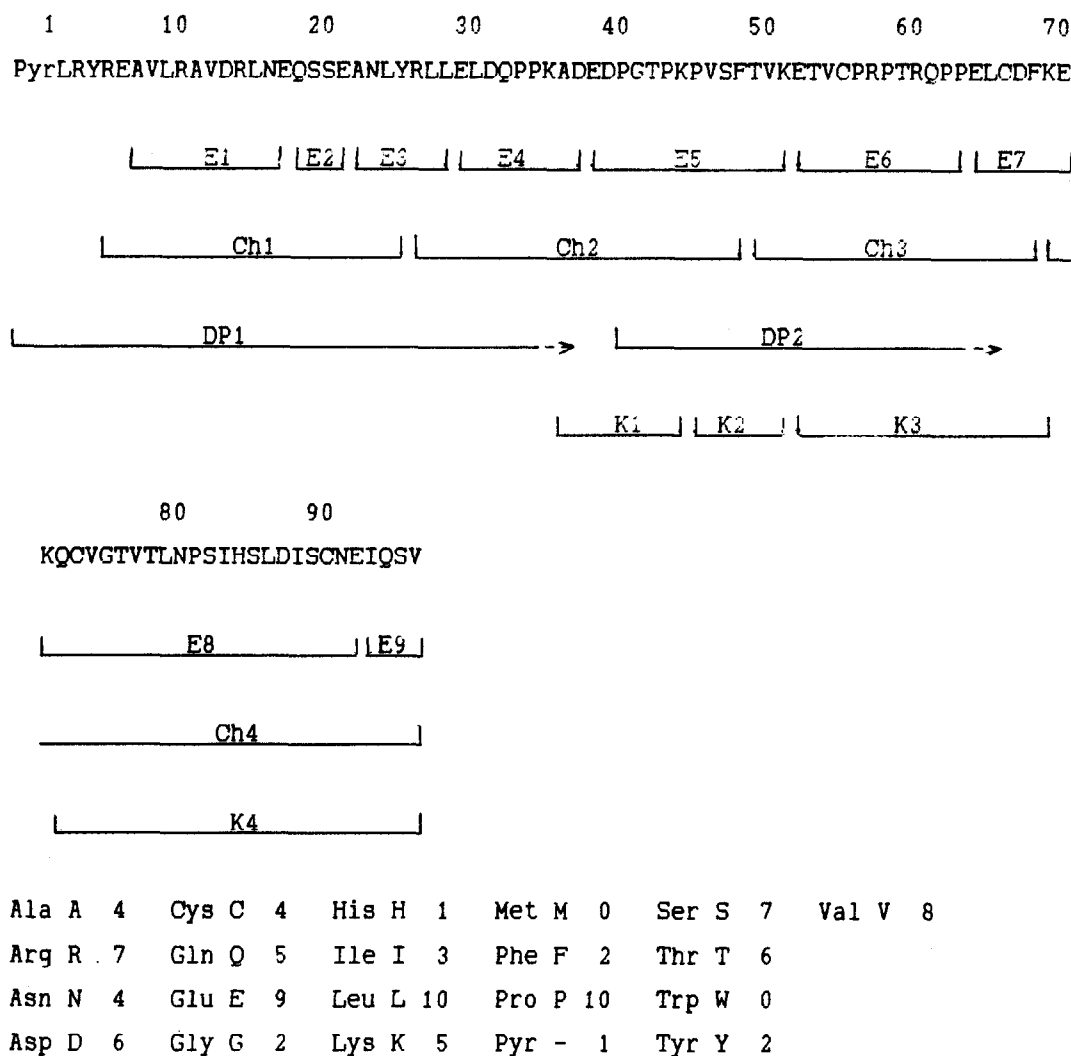 1 10 20 30 40 50 60 70
PyrLRYREAVLRAVDRLNEQSSEANLYRLLELDQPPKADEDPGTPKPVSFTVKETVCPRPTRQPPELCDFKE
E1 E2 E3 E4 E5 E6 E7
Ch1 Ch2 Ch3
DP1 DP2
K1 K2 K3
80 90
KQCVGTVTLNPSIHSLDISCNEIQSV
E8 E9
Ch4
K4
Ala A 4 Cys C 4 His H 1 Met M 0 Ser S 7 Val V 8
Arg R 7 Gln Q 5 Ile I 3 Phe F 2 Thr T 6
Asn N 4 Glu E 9 Leu L 10 Pro P 10 Trp W 0
Asp D 6 Gly G 2 Lys K 5 Pyr - 1 Tyr Y 2